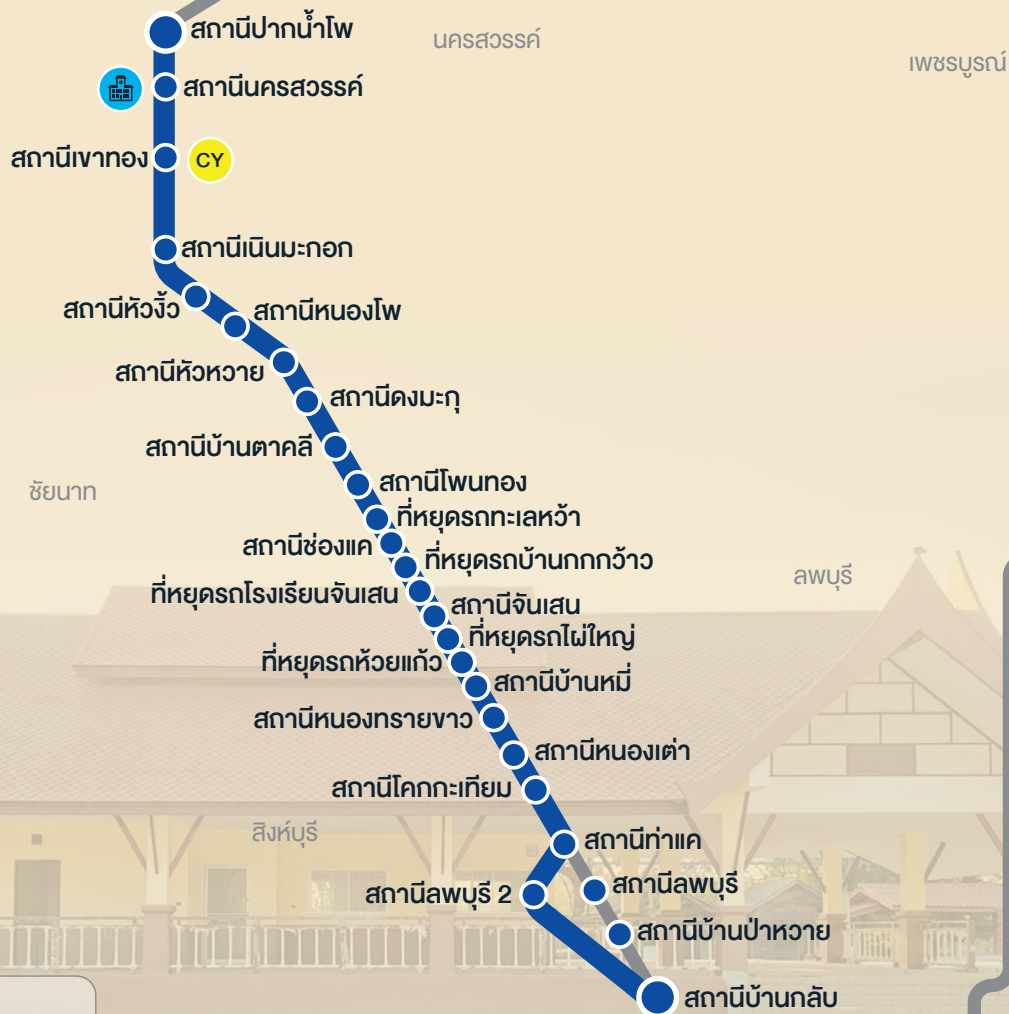 สถานีปากน้ำโพ
นครสวรรค์
เพชรบูรณ์
สถานีนครสวรรค์
สถานีเขาทอง
CY
สถานีเนินมะกอก
สถานีหัวงิ้ว
สถานีหนองโพ
สถานีหัวหวาย
สถานีดงมะกุ
สถานีบ้านตาคลี
สถานีโพนทอง
ชัยนาท
ที่หยุดรถทะเลหว้า
สถานีช่องแค
ที่หยุดรถบ้านกกกว้าว
ลพบุรี
ที่หยุดรถโรงเรียนจันเสน
สถานีจันเสน
ที่หยุดรถไผ่ใหญ่
ที่หยุดรถห้วยแก้ว
สถานีบ้านหมี่
สถานีหนองทรายขาว
สถานีหนองเต่า
สถานีโคกกะเทียม
สิงห์บุรี
สถานีท่าแค
สถานีลพบุรี
สถานีลพบุรี 2
สถานีบ้านป่าหวาย
สถานีบ้านกลับ